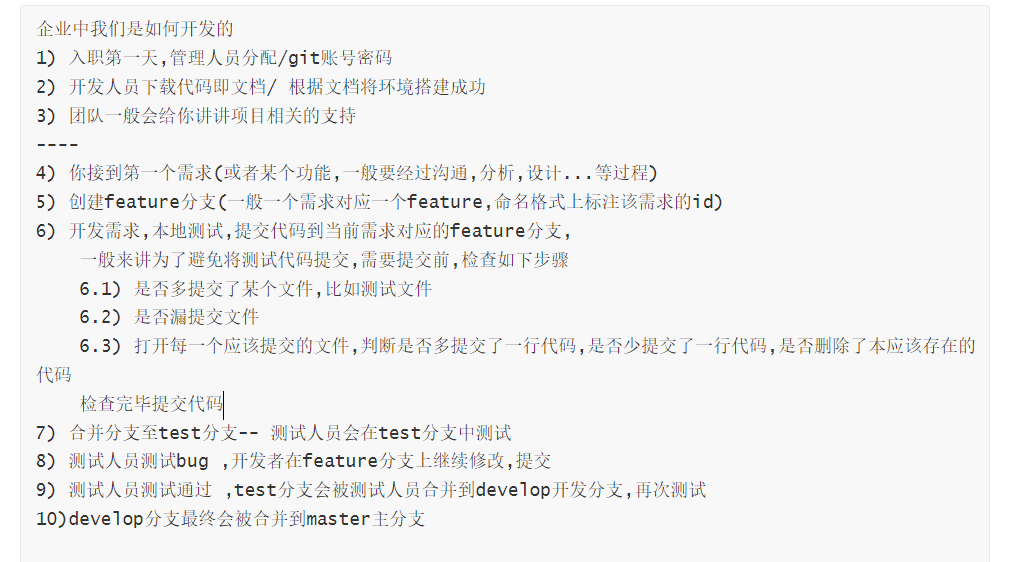 企业中我们是如何开发的
1) 入职第一天,管理人员分配/git账号密码
2) 开发人员下载代码即文档/ 根据文档将环境搭建成功
3) 团队一般会给你讲讲项目相关的支持
----
4) 你接到第一个需求(或者某个功能,一般要经过沟通,分析,设计...等过程)
5) 创建feature分支(一般一个需求对应一个feature,命名格式上标注该需求的id)
6) 开发需求,本地测试,提交代码到当前需求对应的feature分支,
一般来讲为了避免将测试代码提交,需要提交前,检查如下步骤
6.1) 是否多提交了某个文件,比如测试文件
6.2) 是否漏提交文件
6.3) 打开每一个应该提交的文件,判断是否多提交了一行代码,是否少提交了一行代码,是否删除了本应该存在的
代码
检查完毕提交代码
7) 合并分支至test分支-- 测试人员会在test分支中测试
8) 测试人员测试bug ,开发者在feature分支上继续修改,提交
9) 测试人员测试通过 ,test分支会被测试人员合并到develop开发分支,再次测试
10)develop分支最终会被合并到master主分支